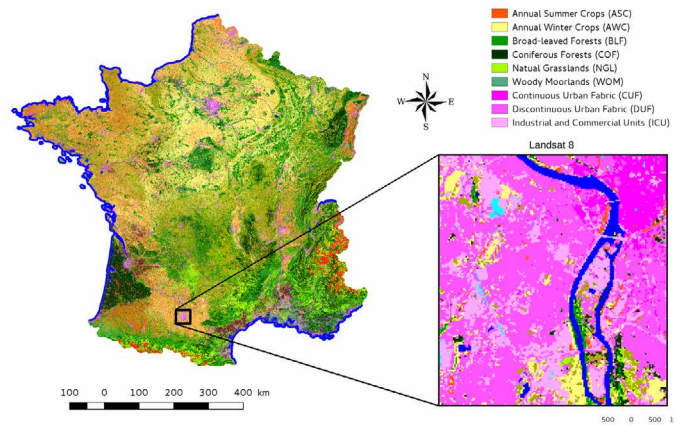 Annual Summer Crops (ASC)
Annual Winter Crops (AWC)
Broad-leaved Forests (BLF)
Coniferous Forests (COF)
Natual Grasslands (NGL)
Woody Moorlands (WOM)
Continuous Urban Fabric (CUF)
Discontinuous Urban Fabric (DUF)
Industrial and Commercial Units (ICU)
N
W E
S
Landsat 8
100 0 100 200 300 400 km
500 0 500 1